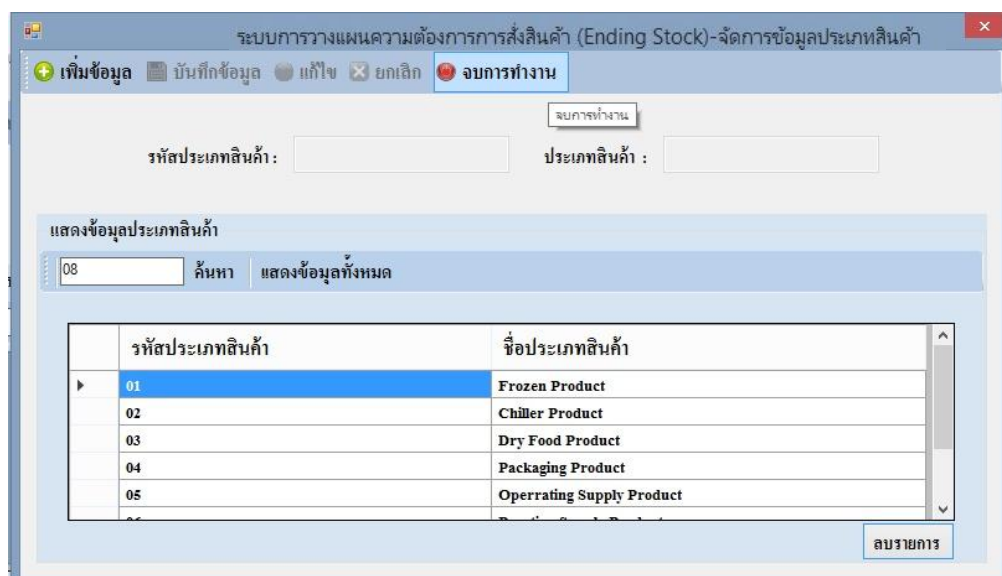 ระบบการวางแผนความต้องการการสั่งสินค้า (Ending Stock)-จัดการข้อมูลประเภทสินค้า
เพิ่มข้อมูล บันทึกข้อมูล แก้ไข ยกเลิก จบการทำงาน
จบการทำงาน
รหัสประเภทสินค้า : ประเภทสินค้า :
แสดงข้อมูลประเภทสินค้า
08 ค้นหา แสดงข้อมูลทั้งหมด
รหัสประเภทสินค้า ชื่อประเภทสินค้า
01 Frozen Product
02 Chiller Product
03 Dry Food Product
04 Packaging Product
05 Operrating Supply Product
ลบรายการ